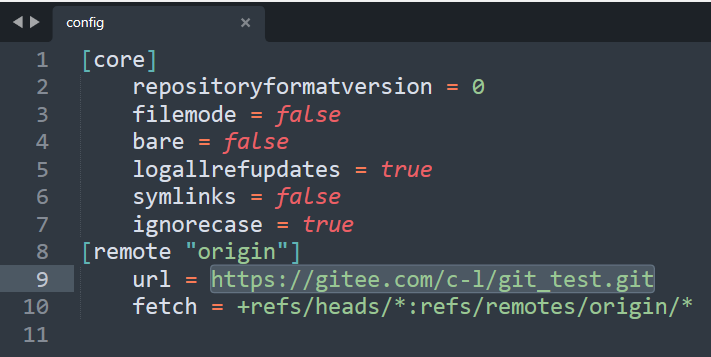 config
1 [core]
2 repositoryformatversion = 0
3 filemode = false
4 bare = false
5 logallrefupdates = true
6 symlinks = false
7 ignorecase = true
8 [remote "origin"]
9 url = https://gitee.com/c-l/git_test.git
10 fetch = +refs/heads/*:refs/remotes/origin/*
11